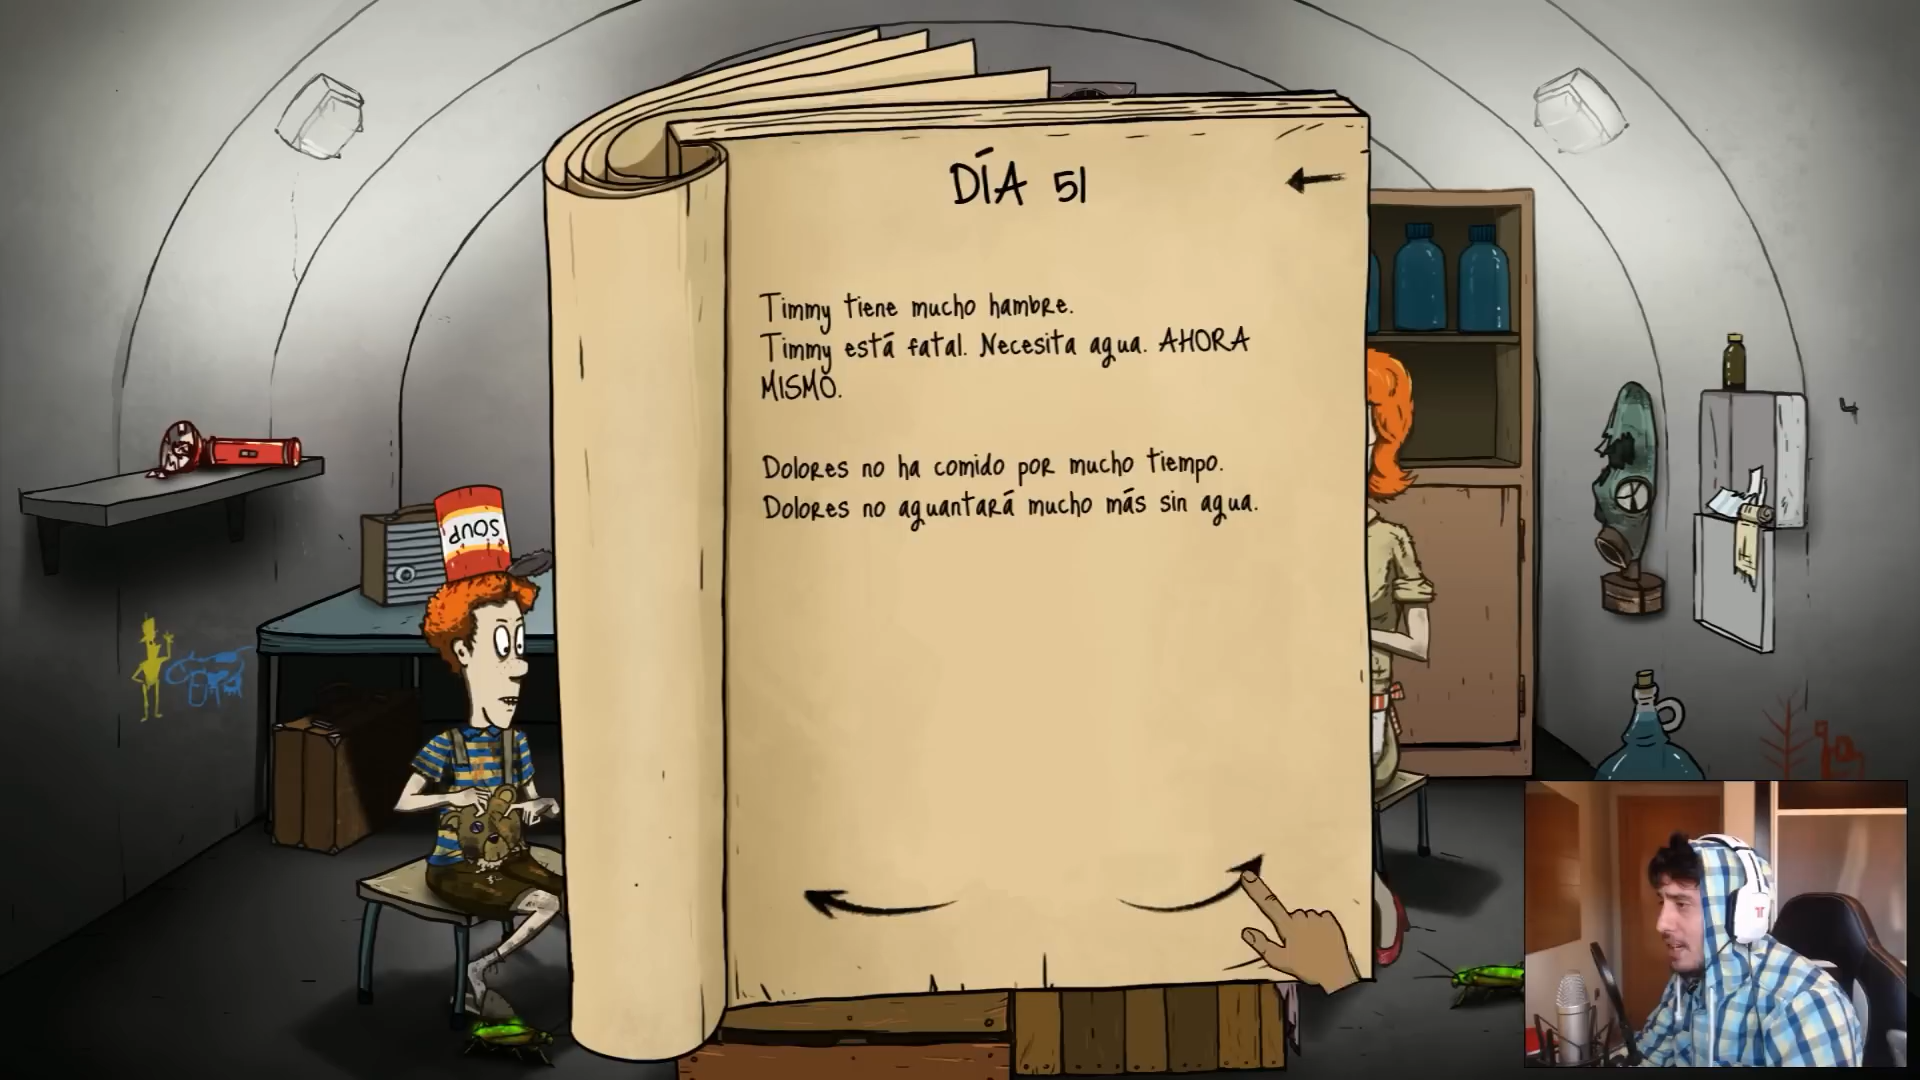 DÍA 51
Timmy tiene mucho hambre.
Timmy está fatal. Necesita agua. AHORA
MISMO.
Dolores no ha comido por mucho tiempo.
Dolores no aguantará mucho más sin agua.
SOUP